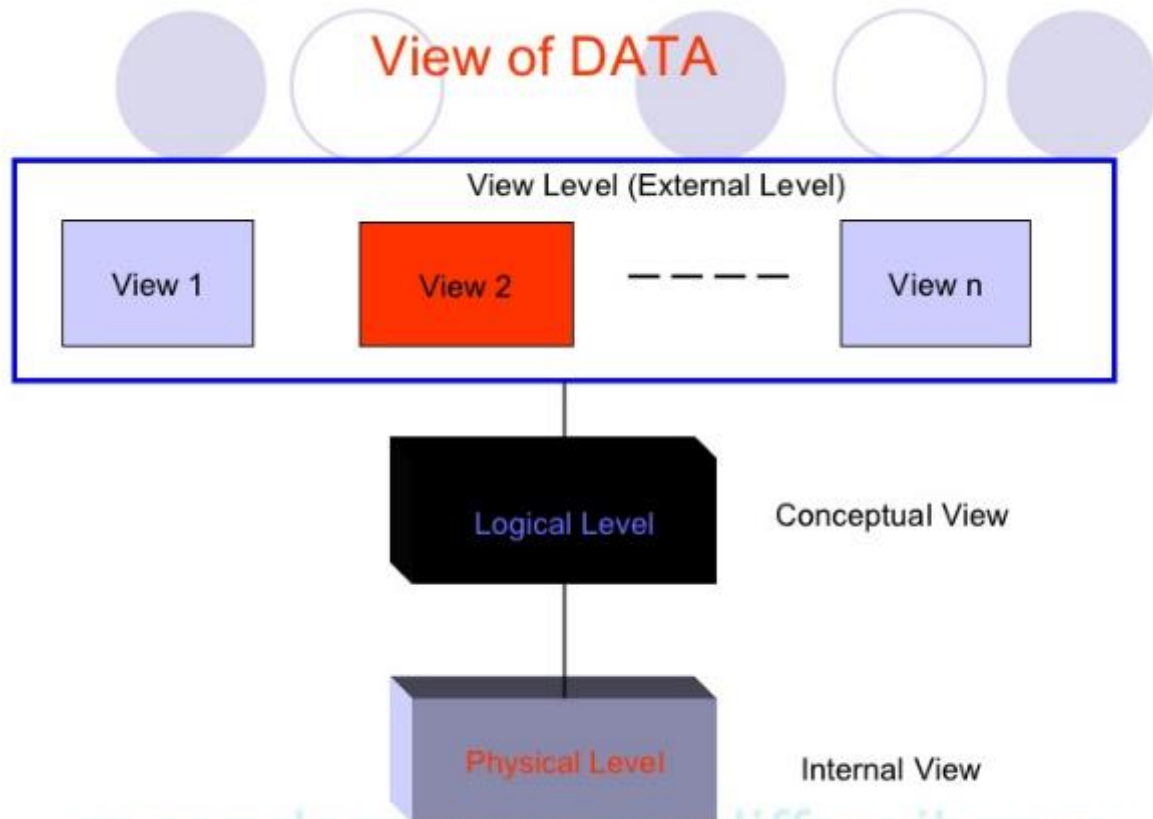 View of DATA
View Level (External Level)
View 1
View 2
View n
Logical Level
Conceptual View
Physical Level
Internal View